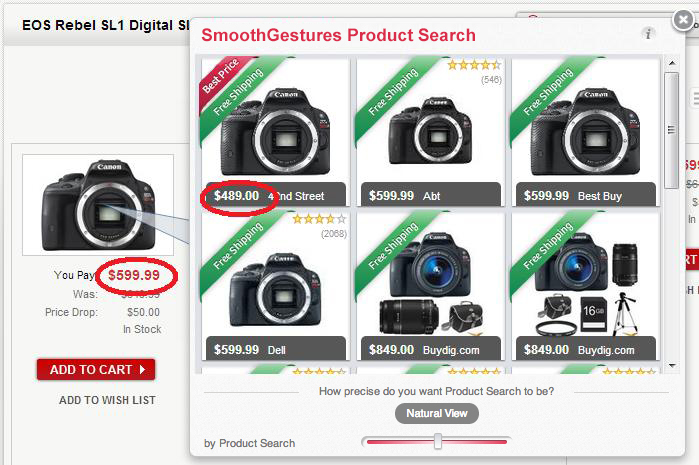 EOS Rebel SL1 Digital
SmoothGestures Product Search
i
Best Price
Free Shipping
Canon
Free Shipping
(546)
Canon
Free Shipping
Canon
$489.00 42nd Street
$599.99 Abt
$599.99 Best Buy
Canon
You Pay: $599.99
Was:
Price Drop: $50.00
In Stock
ADD TO CART
ADD TO WISH LIST
Free Shipping
(2068)
Canon
Free Shipping
Canon
Free Shipping
Canon
16GB
$599.99 Dell
$849.00 Buydig.com
$849.00 Buydig.com
How precise do you want Product Search to be?
Natural View
by Product Search